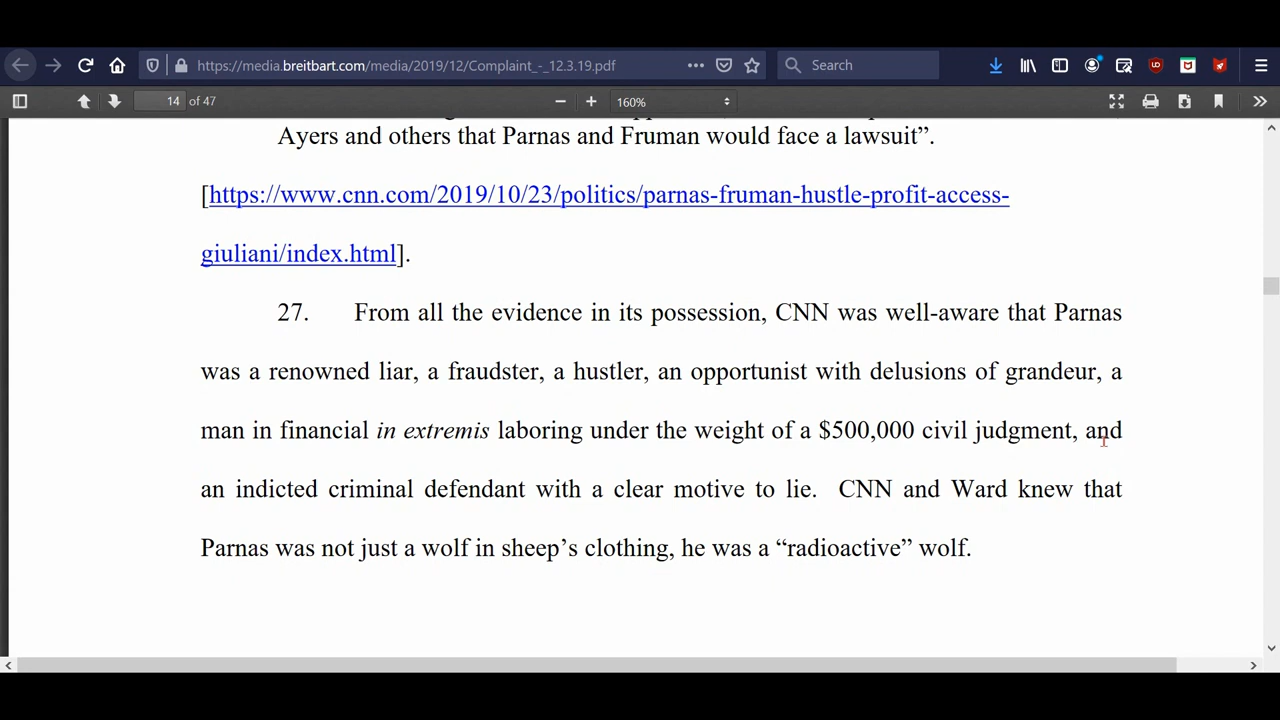 https://media.breitbart.com/media/2019/12/Complaint_-_12.3.19.pdf
Search
14 of 47
160%
Ayers and others that Parnas and Fruman would face a lawsuit”.
[https://www.cnn.com/2019/10/23/politics/parnas-fruman-hustle-profit-access-
giuliani/index.html].
27. From all the evidence in its possession, CNN was well-aware that Parnas
was a renowned liar, a fraudster, a hustler, an opportunist with delusions of grandeur, a
man in financial in extremis laboring under the weight of a $500,000 civil judgment, and
an indicted criminal defendant with a clear motive to lie. CNN and Ward knew that
Parnas was not just a wolf in sheep’s clothing, he was a “radioactive” wolf.